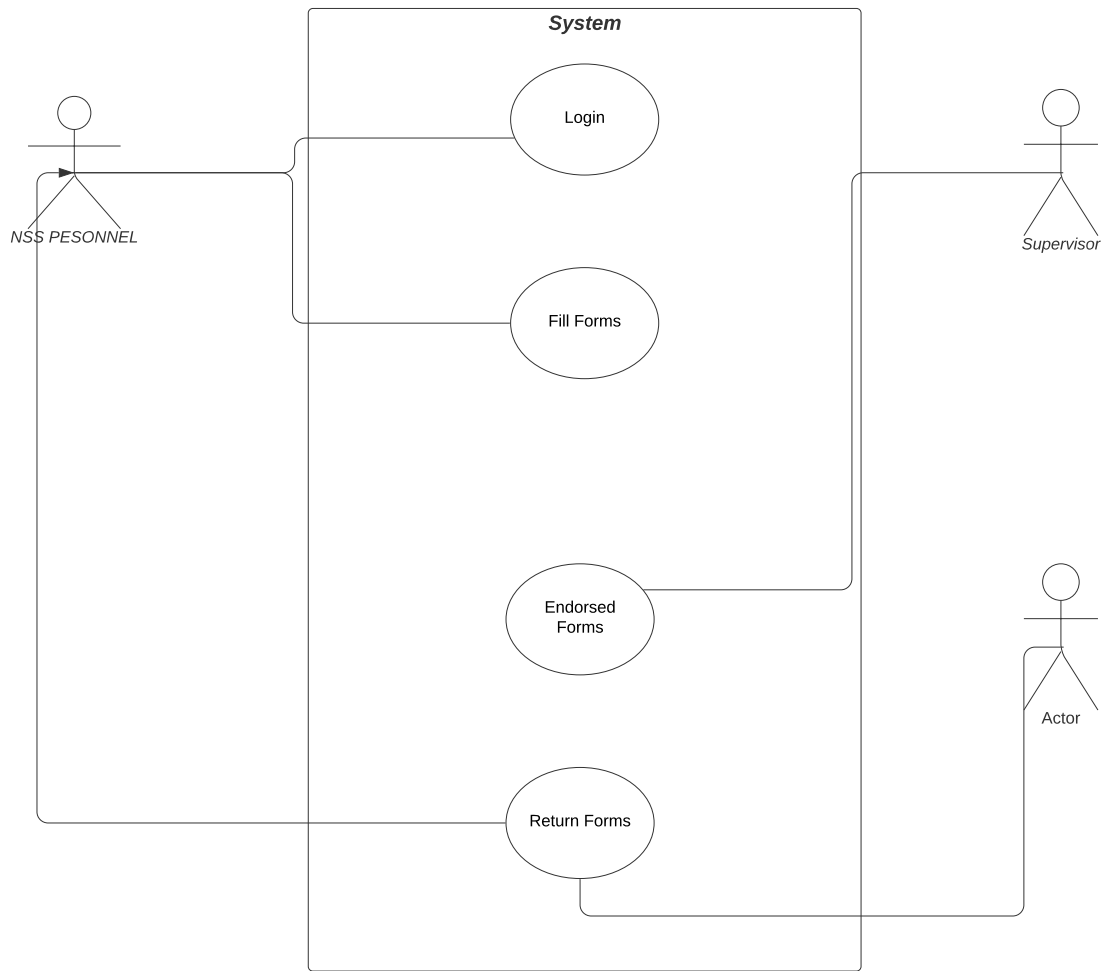 System
Login
NSS PESONNEL
Supervisor
Fill Forms
Endorsed
Forms
Actor
Return Forms